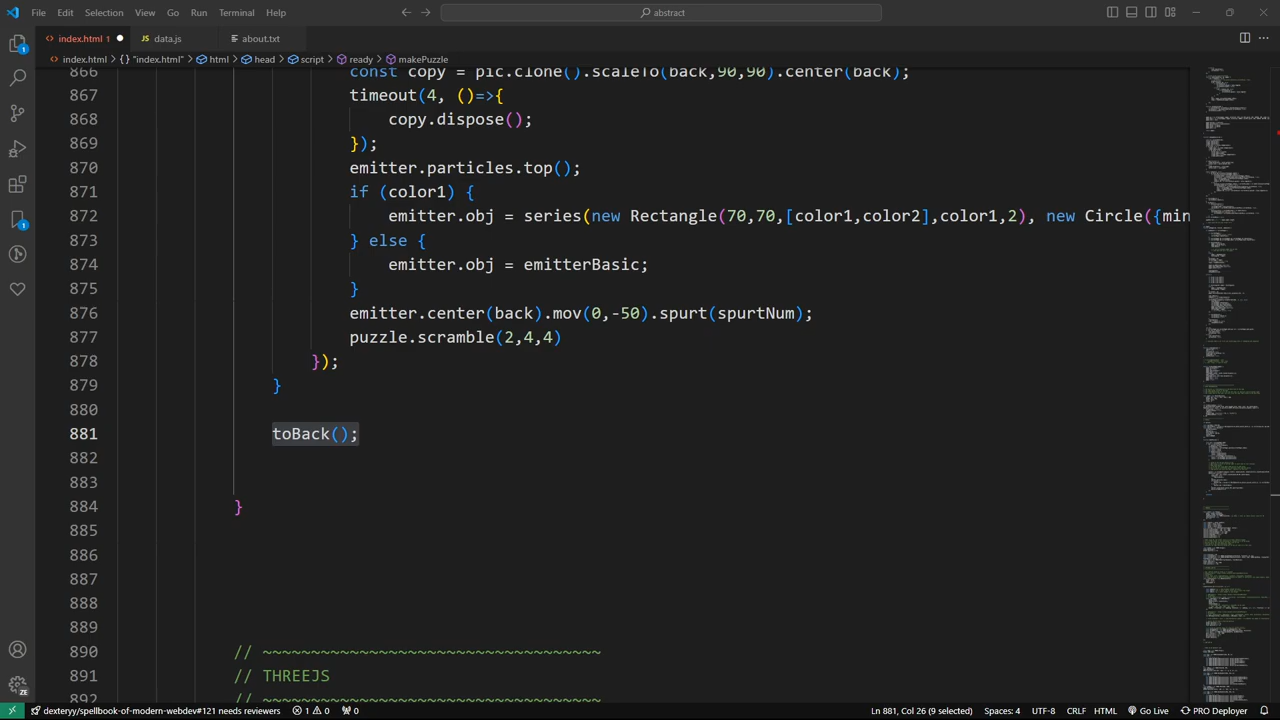 File Edit Selection View Go Run Terminal Help
abstract
index.html 1 data.js about.txt
index.html > "index.html" > html > head > script > ready > makePuzzle
866 const copy = pic.clone().scaleTo(back,90,90).center(back);
867 timeout(4, ()=>{
868 copy.dispose();
869 });
870 emitter.particles.top();
871 if (color1) {
872 emitter.obj = series(new Rectangle(70,70,[color1,color2],color1,2), new Circle({min
873 } else {
874 emitter.obj = emitterBasic;
875 }
876 emitter.center(back).mov(0,-50).spurt(spurtNum);
877 puzzle.scramble(2,4,4)
878 });
879 }
880
881 toBack();
882
883
884 }
885
886
887
888
889
890 // ~~~~~~~~~~~~~~~~~~~~~~~~~~~~~~~~~~~
891 // THREEJS
892 // ~~~~~~~~~~~~~~~~~~~~~~~~~~~~~~~~~~~
dexteryy/spellbook-of-modern-webdev#121 needs reviewers 1 0 0 Ln 881, Col 26 (9 selected) Spaces: 4 UTF-8 CRLF HTML Go Live PRO Deployer